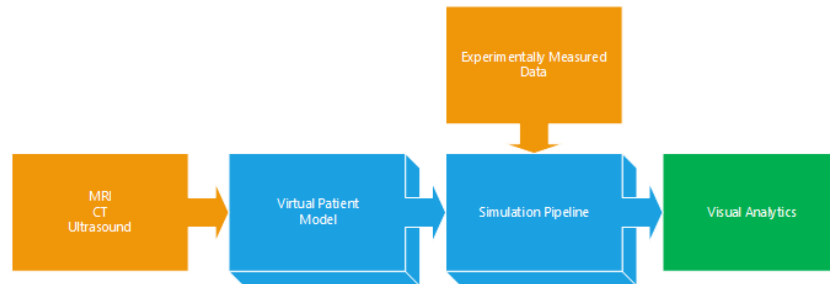 Experimentally Measured
Data
MRI
CT
Ultrasound
Virtual Patient
Model
Simulation Pipeline
Visual Analytics